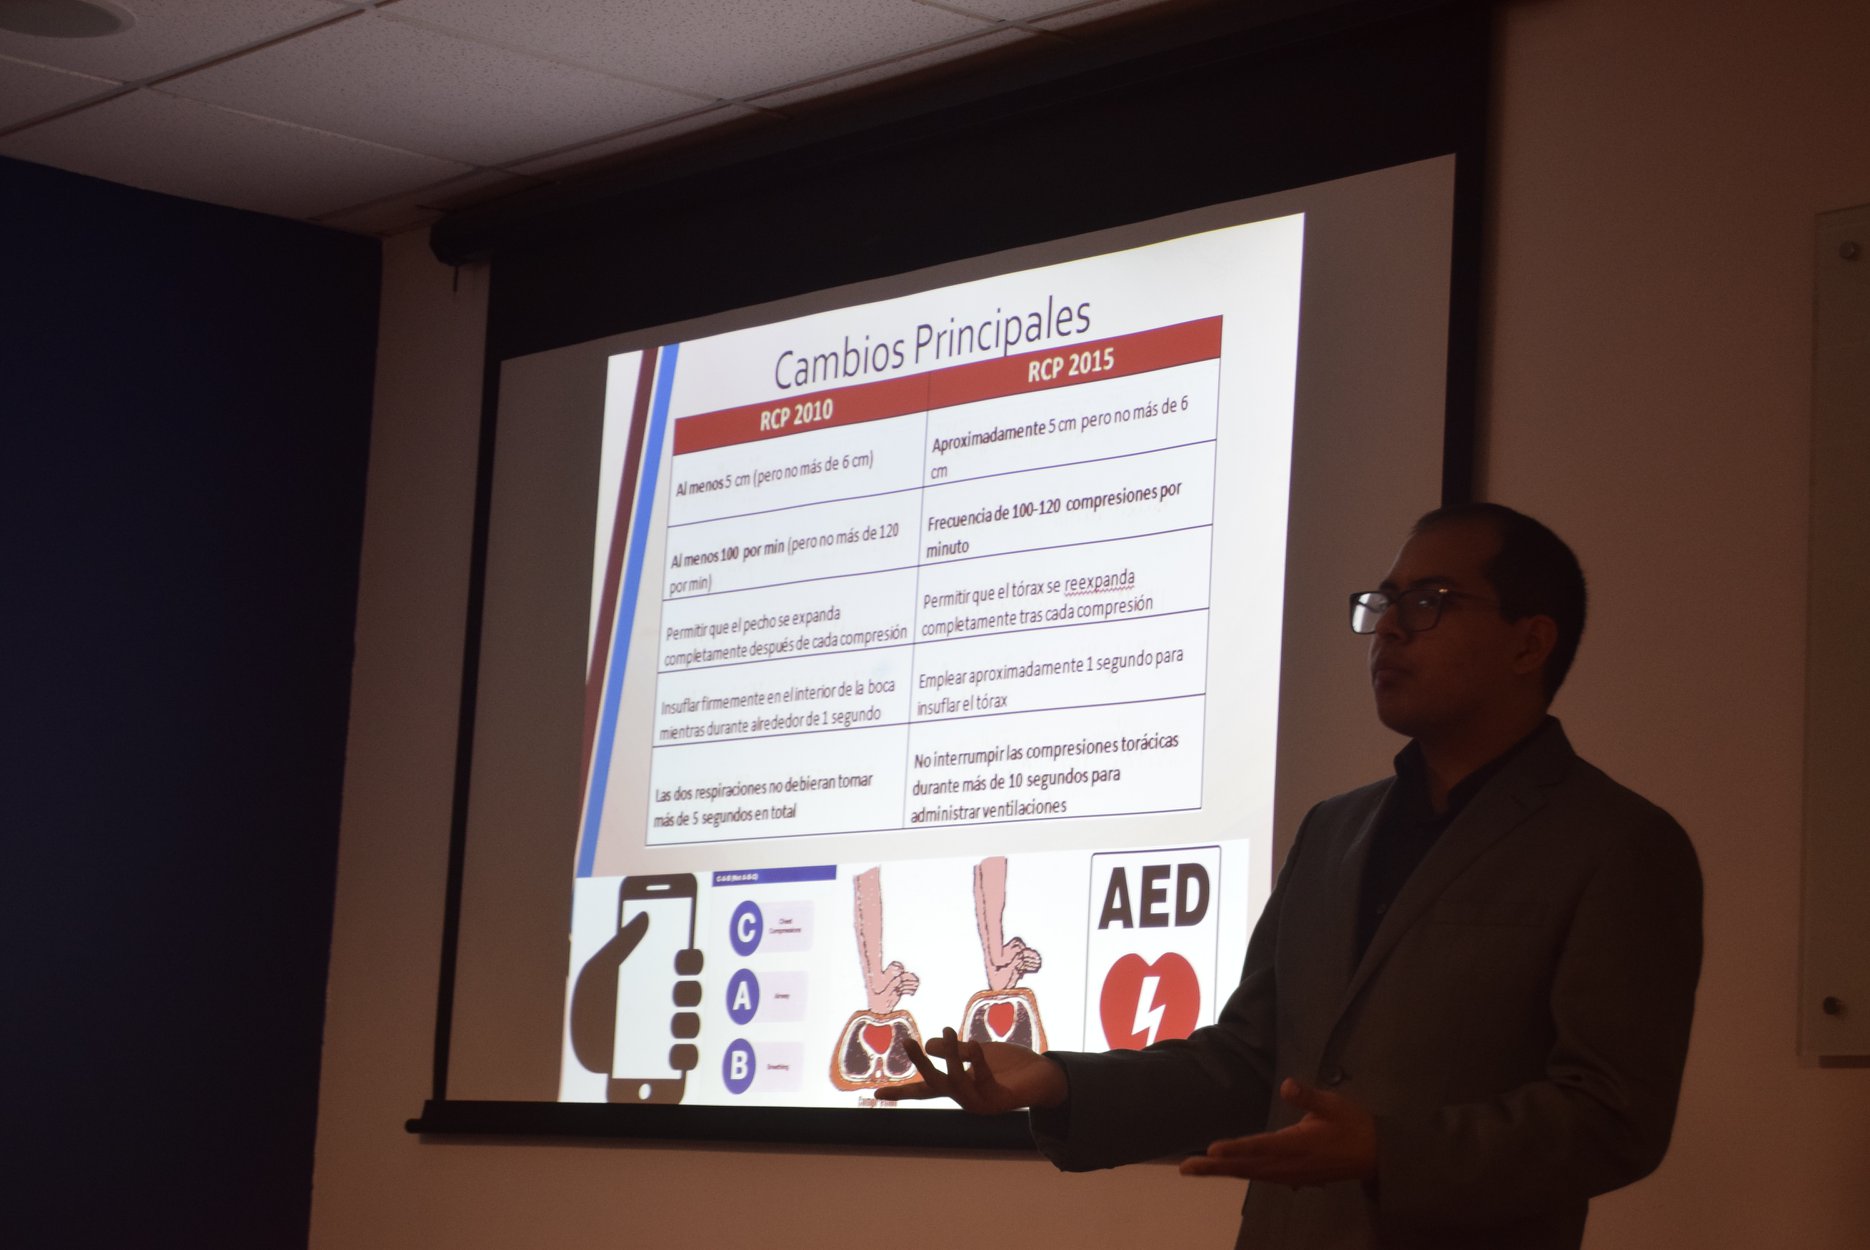 Cambios Principales
RCP 2010
RCP 2015
Al menos 5 cm (pero no más de 6 cm)
Aproximadamente 5 cm pero no más de 6
cm
Al menos 100 por min (pero no más de 120
por min)
Frecuencia de 100-120 compresiones por
minuto
Permitir que el pecho se expanda
completamente después de cada compresión
Permitir que el tórax se reexpanda
completamente tras cada compresión
Insuflar firmemente en el interior de la boca
mientras durante alrededor de 1 segundo
Emplear aproximadamente 1 segundo para
insuflar el tórax
Las dos respiraciones no debieran tomar
más de 5 segundos en total
No interrumpir las compresiones torácicas
durante más de 10 segundos para
administrar ventilaciones
C-A-B (Not A-B-C)
C
Chest
Compressions
A
Airway
B
Breathing
AED